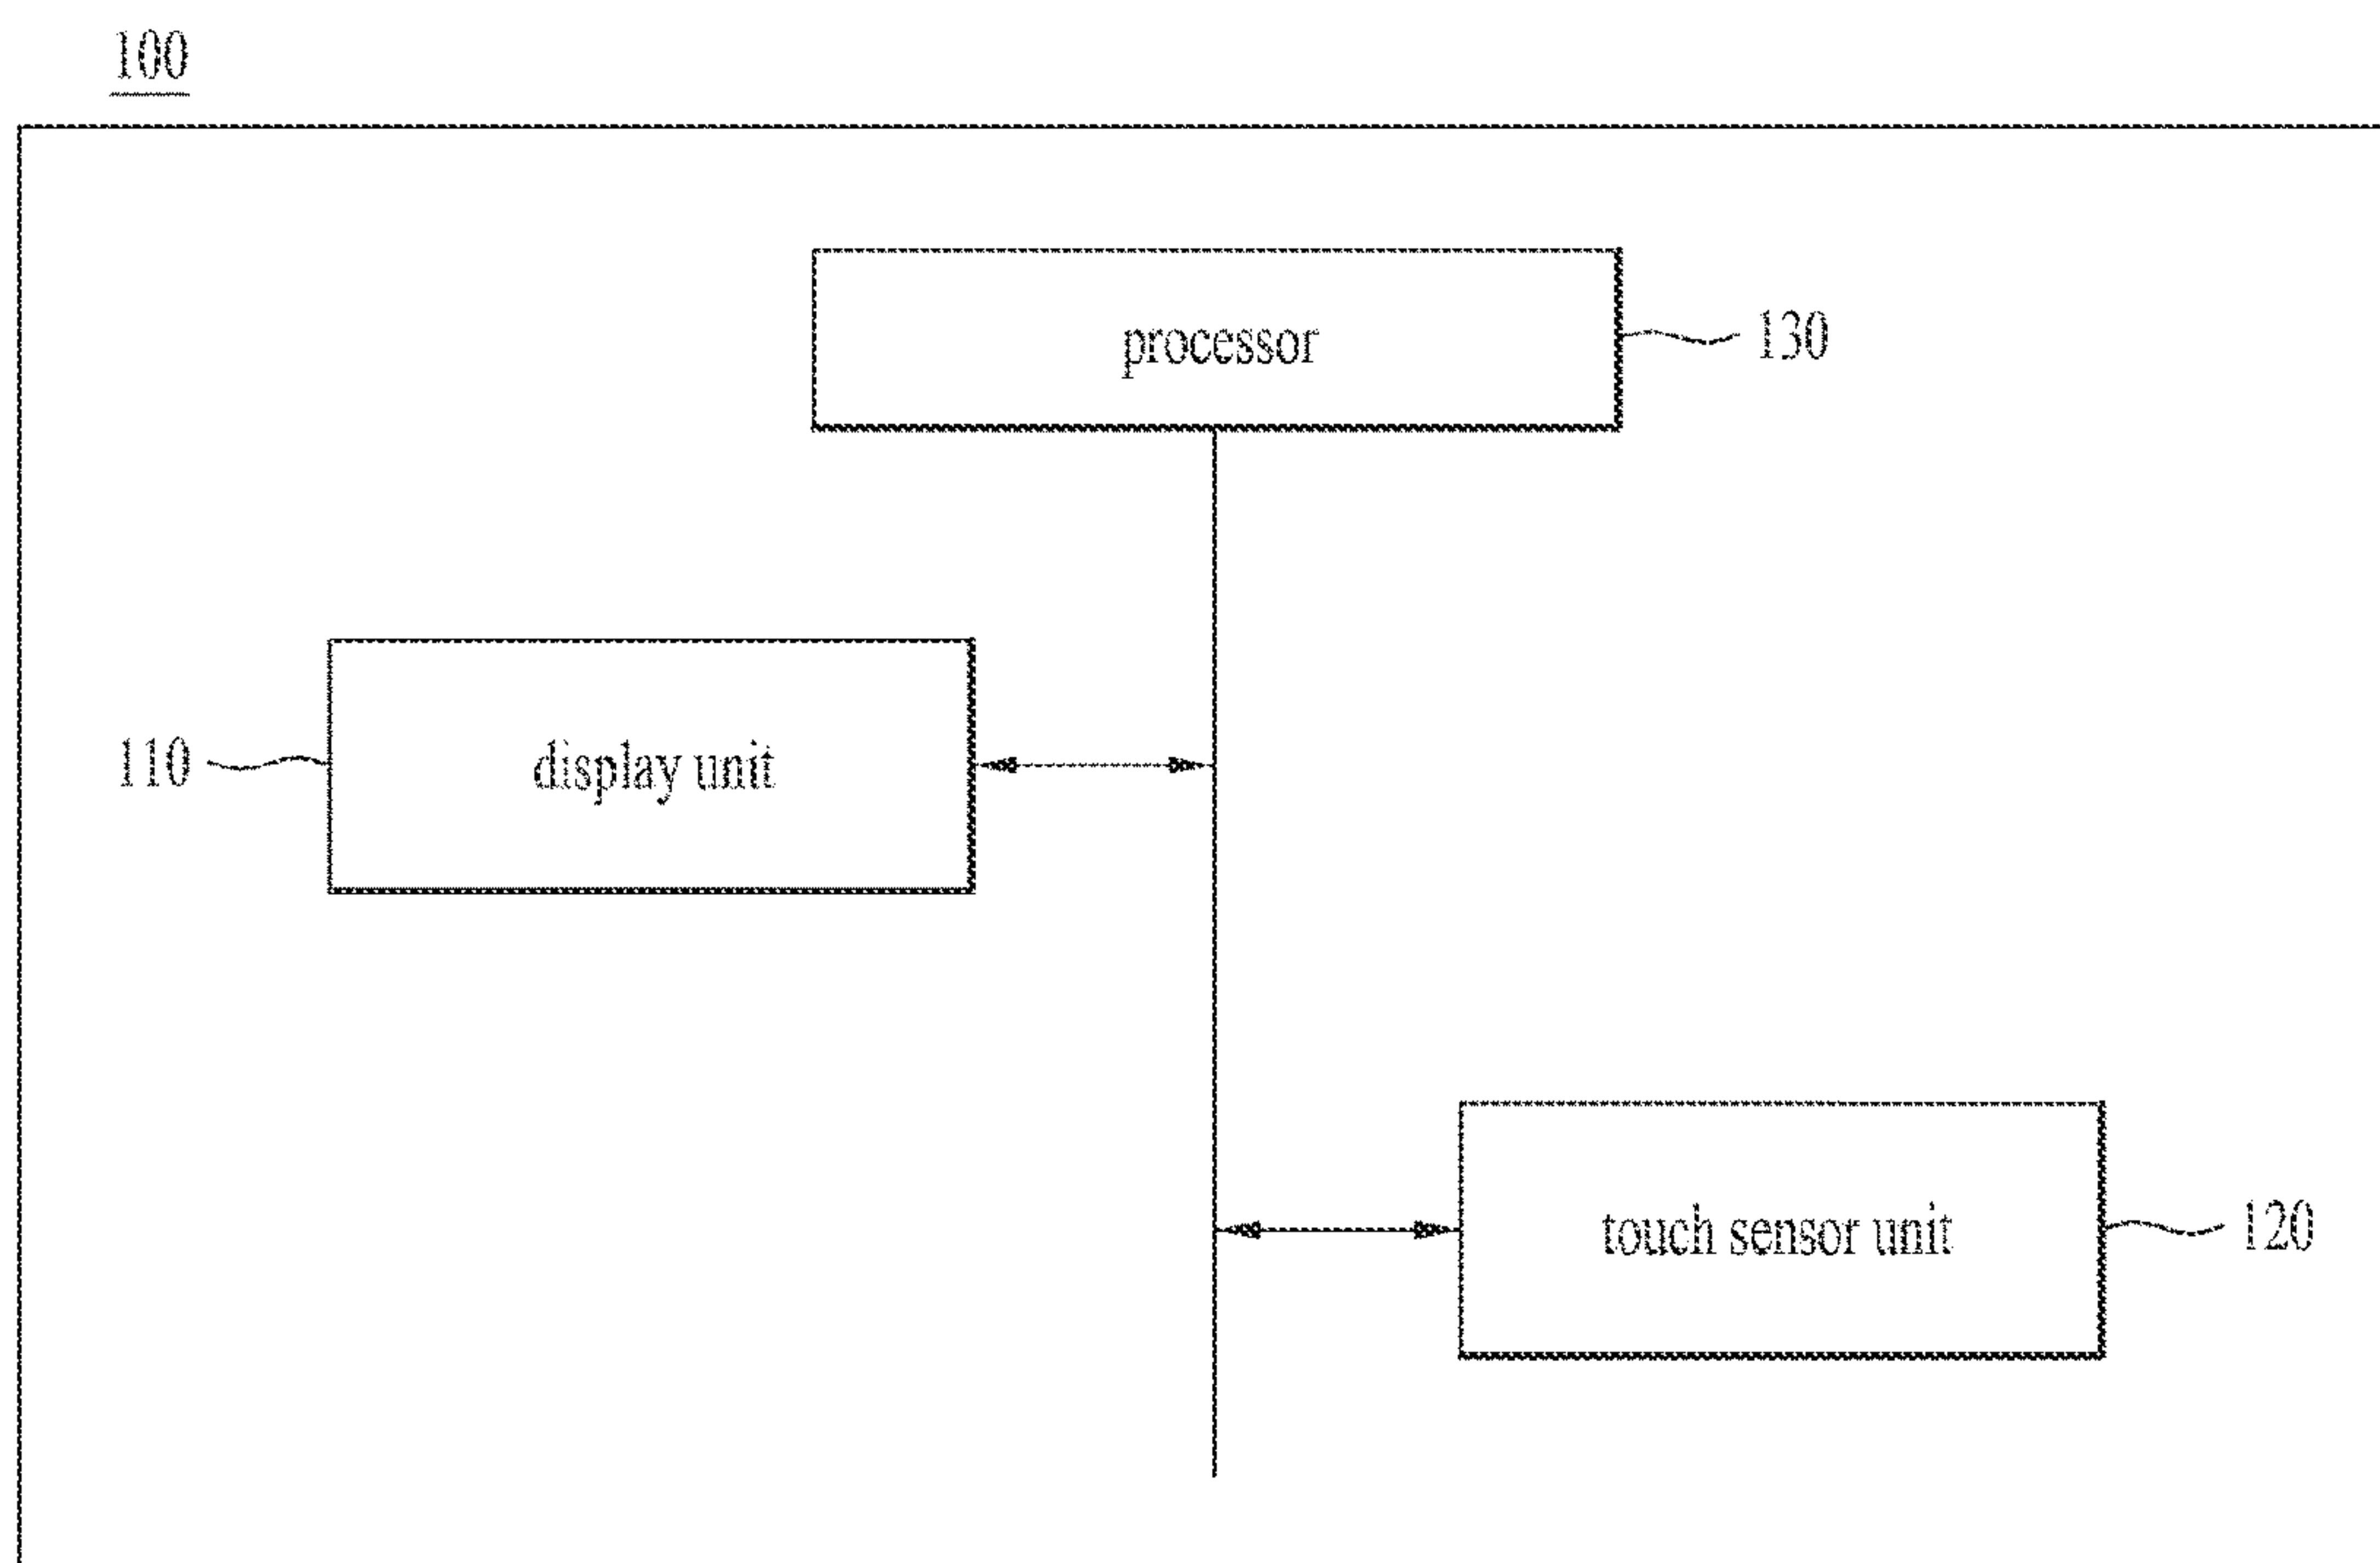 100
processor
130
110
display unit
touch sensor unit
120